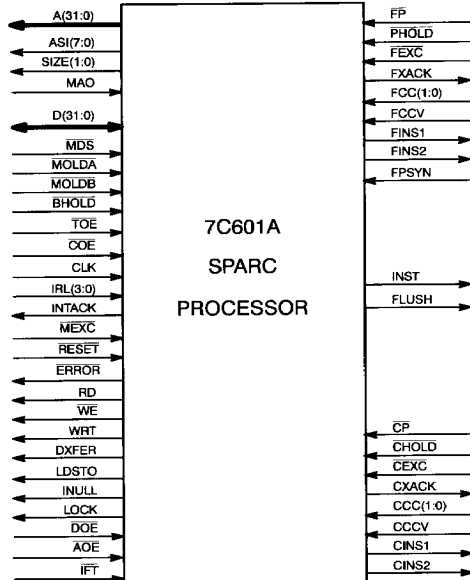 A(31:0)
ASI(7:0)
SIZE(1:0)
MAO
D(31:0)
MDS
MOLDA
MOLDB
BHOLD
TOE
COE
CLK
IRL(3:0)
INTACK
MEXC
RESET
ERROR
RD
WE
WRT
DXFER
LDSTO
INULL
LOCK
DOE
AOE
IFT
7C601A
SPARC
PROCESSOR
FP
PHOLD
FEXC
FXACK
FCC(1:0)
FCCV
FINS1
FINS2
FPSYN
INST
FLUSH
CP
CHOLD
CEXC
CXACK
CCC(1:0)
CCCV
CINS1
CINS2